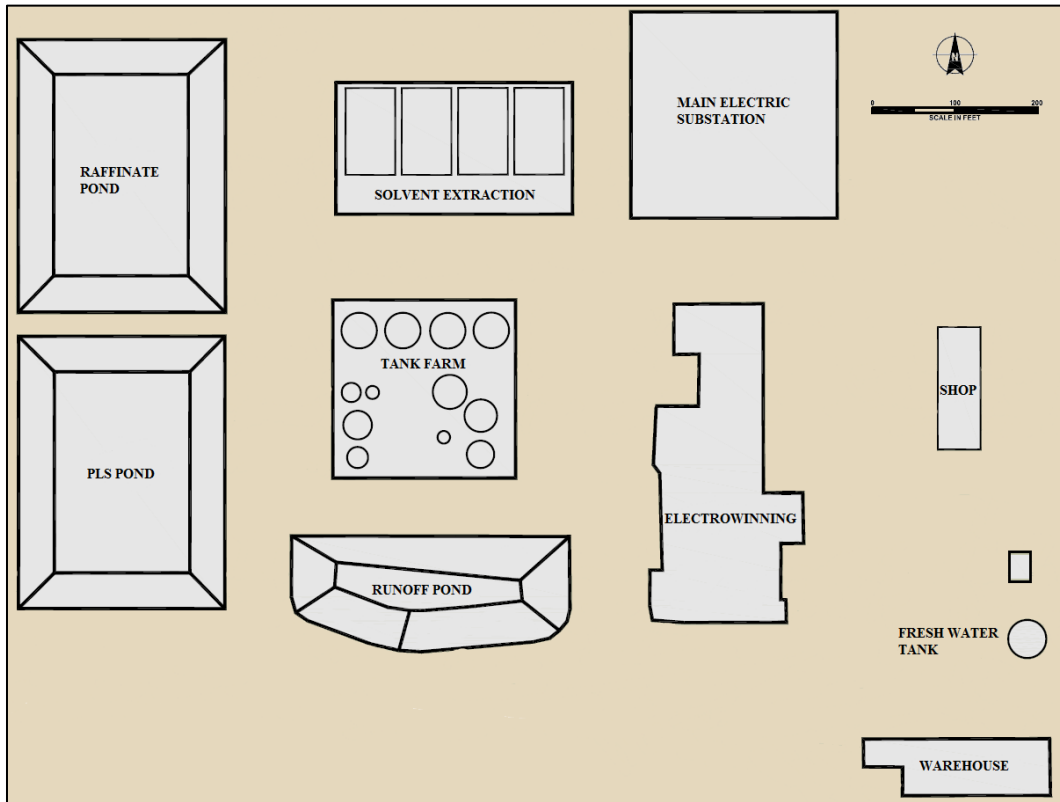 RAFFINATE
POND
SOLVENT EXTRACTION
MAIN ELECTRIC
SUBSTATION
N
0 100 200
SCALE IN FEET
TANK FARM
SHOP
PLS POND
ELECTROWINNING
RUNOFF POND
FRESH WATER
TANK
WAREHOUSE